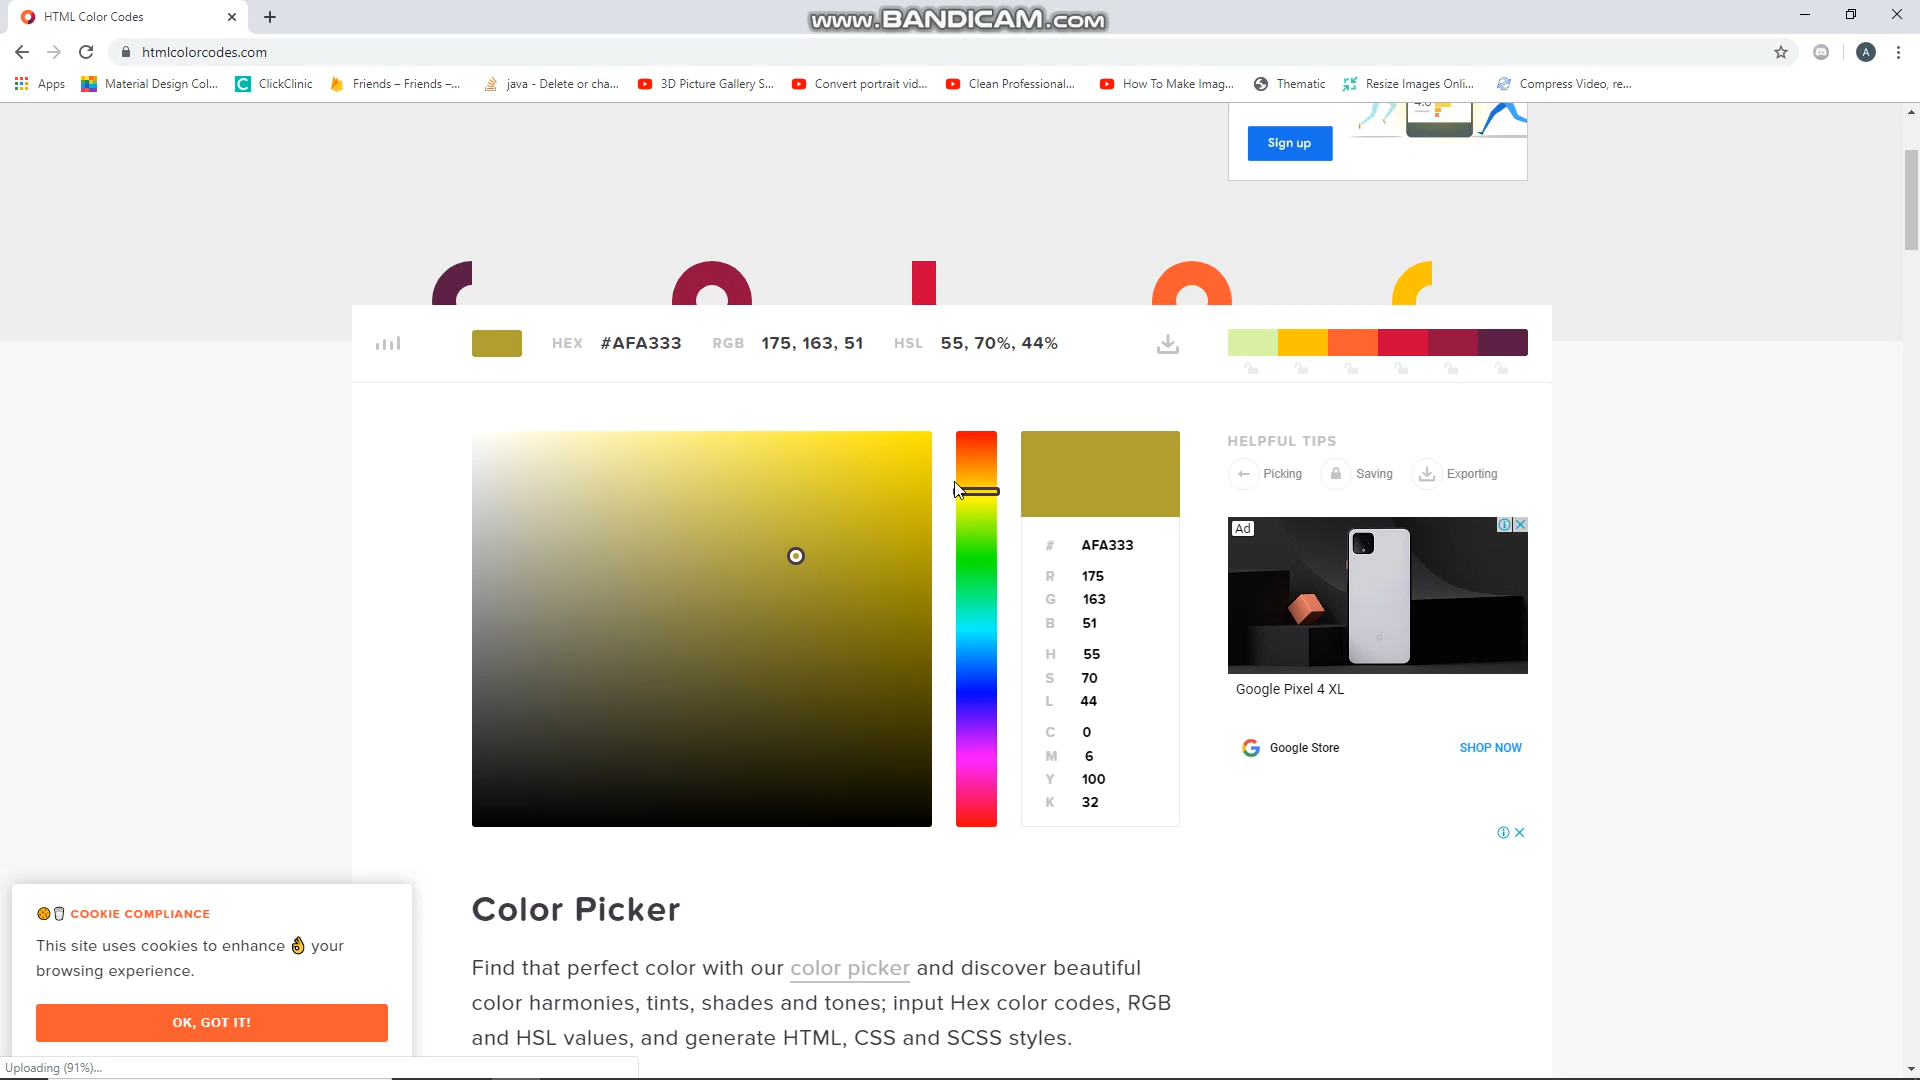 HTML Color Codes
www.BANDICAM.com
htmlcolorcodes.com
A
Apps
Material Design Col...
ClickClinic
Friends – Friends –...
java - Delete or cha...
3D Picture Gallery S...
Convert portrait vid...
Clean Professional...
How To Make Imag...
Thematic
Resize Images Onli...
Compress Video, re...
Sign up
HEX #AFA333 RGB 175, 163, 51 HSL 55, 70%, 44%
# AFA333
R 175
G 163
B 51
H 55
S 70
L 44
C 0
M 6
Y 100
K 32
HELPFUL TIPS
Picking Saving Exporting
Ad
Google Pixel 4 XL
Google Store SHOP NOW
Color Picker
Find that perfect color with our color picker and discover beautiful
color harmonies, tints, shades and tones; input Hex color codes, RGB
and HSL values, and generate HTML, CSS and SCSS styles.
COOKIE COMPLIANCE
This site uses cookies to enhance 👌 your
browsing experience.
OK, GOT IT!
Uploading (91%)...